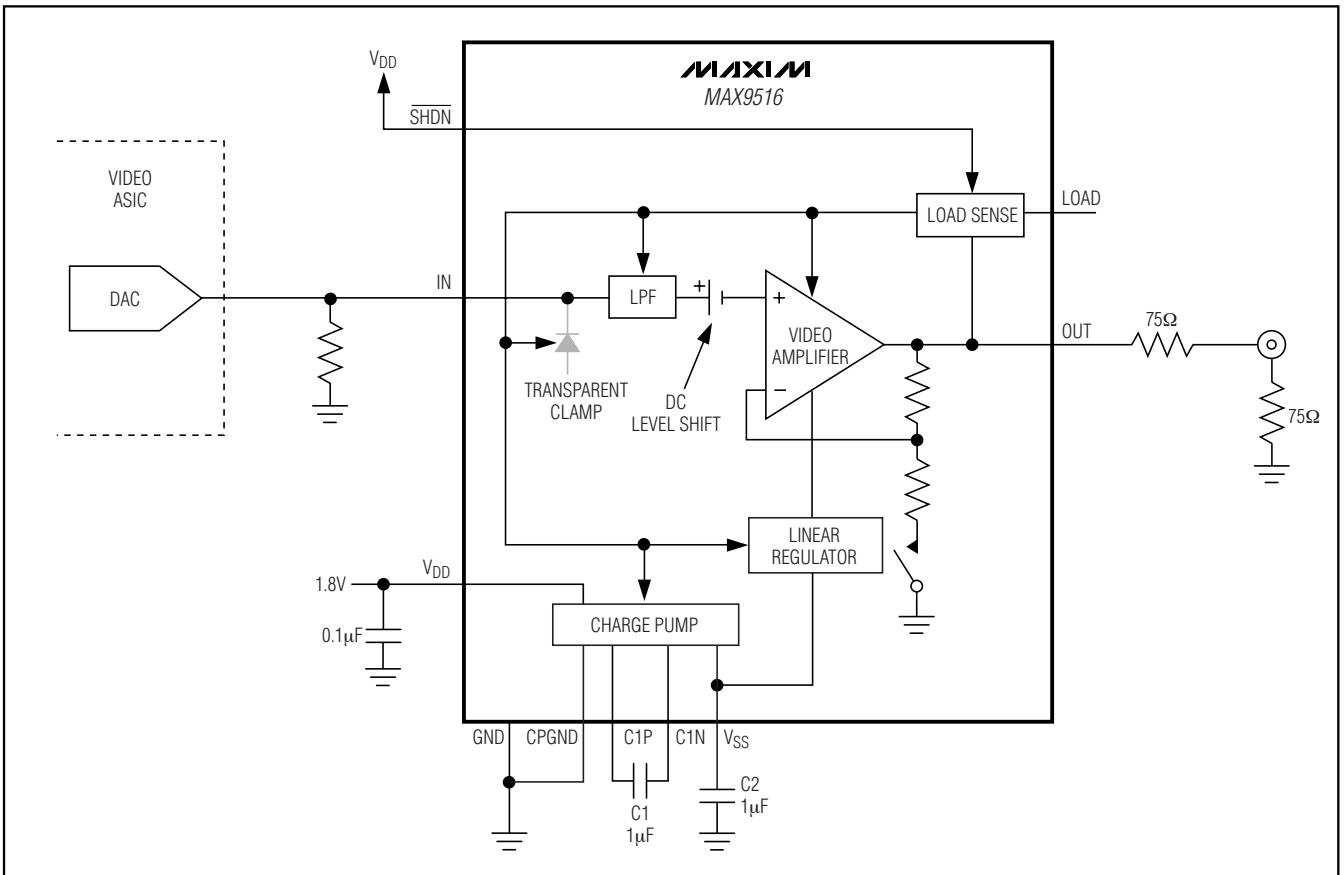 VDD
MAXIM
MAX9516
SHDN
VIDEO
ASIC
LOAD SENSE
LOAD
DAC
IN
LPF
+
+
VIDEO
AMPLIFIER
−
OUT
75Ω
75Ω
TRANSPARENT
CLAMP
DC
LEVEL SHIFT
LINEAR
REGULATOR
1.8V
VDD
0.1µF
CHARGE PUMP
GND
CPGND
C1P
C1N
VSS
C1
1µF
C2
1µF